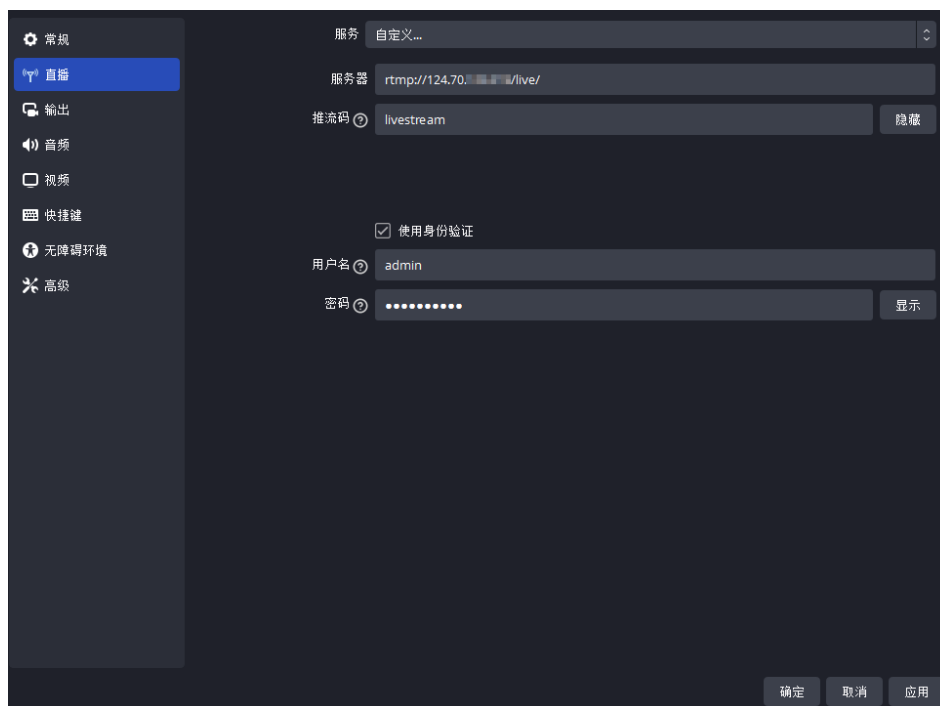 常规
直播
输出
音频
视频
快捷键
无障碍环境
高级
服务 自定义...
服务器 rtmp://124.70. /live/
推流码 livestream 隐藏
使用身份验证
用户名 admin
密码 ●●●●●●●●●● 显示
确定 取消 应用